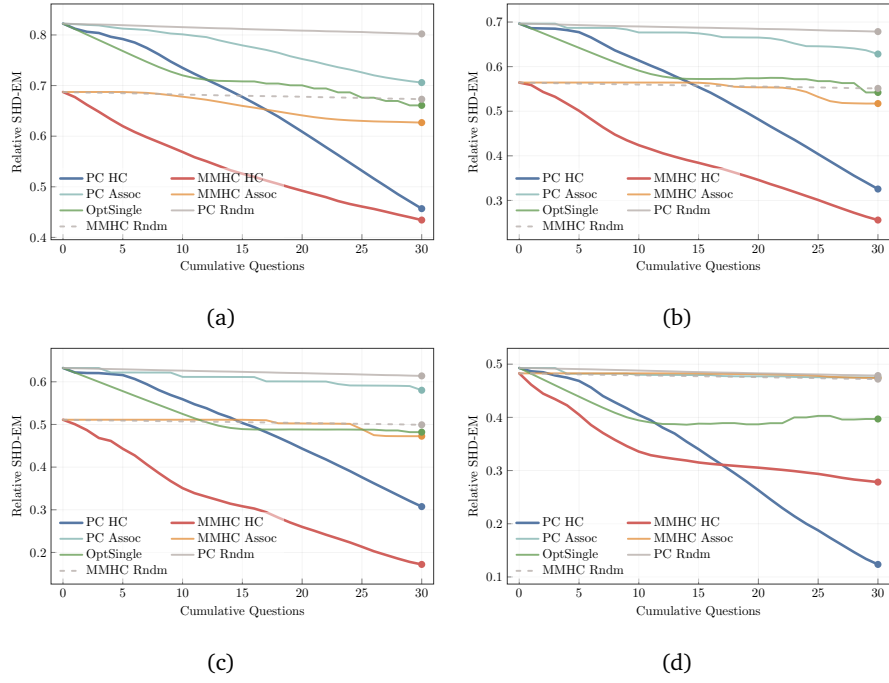 0.8
0.7
0.6
0.5
0.4
Relative SHD-EM
PC HC
MMHC HC
PC Assoc
MMHC Assoc
OptSingle
PC Rndm
MMHC Rndm
0 5 10 15 20 25 30
Cumulative Questions
(a)
0.7
0.6
0.5
0.4
0.3
Relative SHD-EM
PC HC
MMHC HC
PC Assoc
MMHC Assoc
OptSingle
PC Rndm
MMHC Rndm
0 5 10 15 20 25 30
Cumulative Questions
(b)
0.6
0.5
0.4
0.3
0.2
Relative SHD-EM
PC HC
MMHC HC
PC Assoc
MMHC Assoc
OptSingle
PC Rndm
MMHC Rndm
0 5 10 15 20 25 30
Cumulative Questions
(c)
0.5
0.4
0.3
0.2
0.1
Relative SHD-EM
PC HC
MMHC HC
PC Assoc
MMHC Assoc
OptSingle
PC Rndm
MMHC Rndm
0 5 10 15 20 25 30
Cumulative Questions
(d)